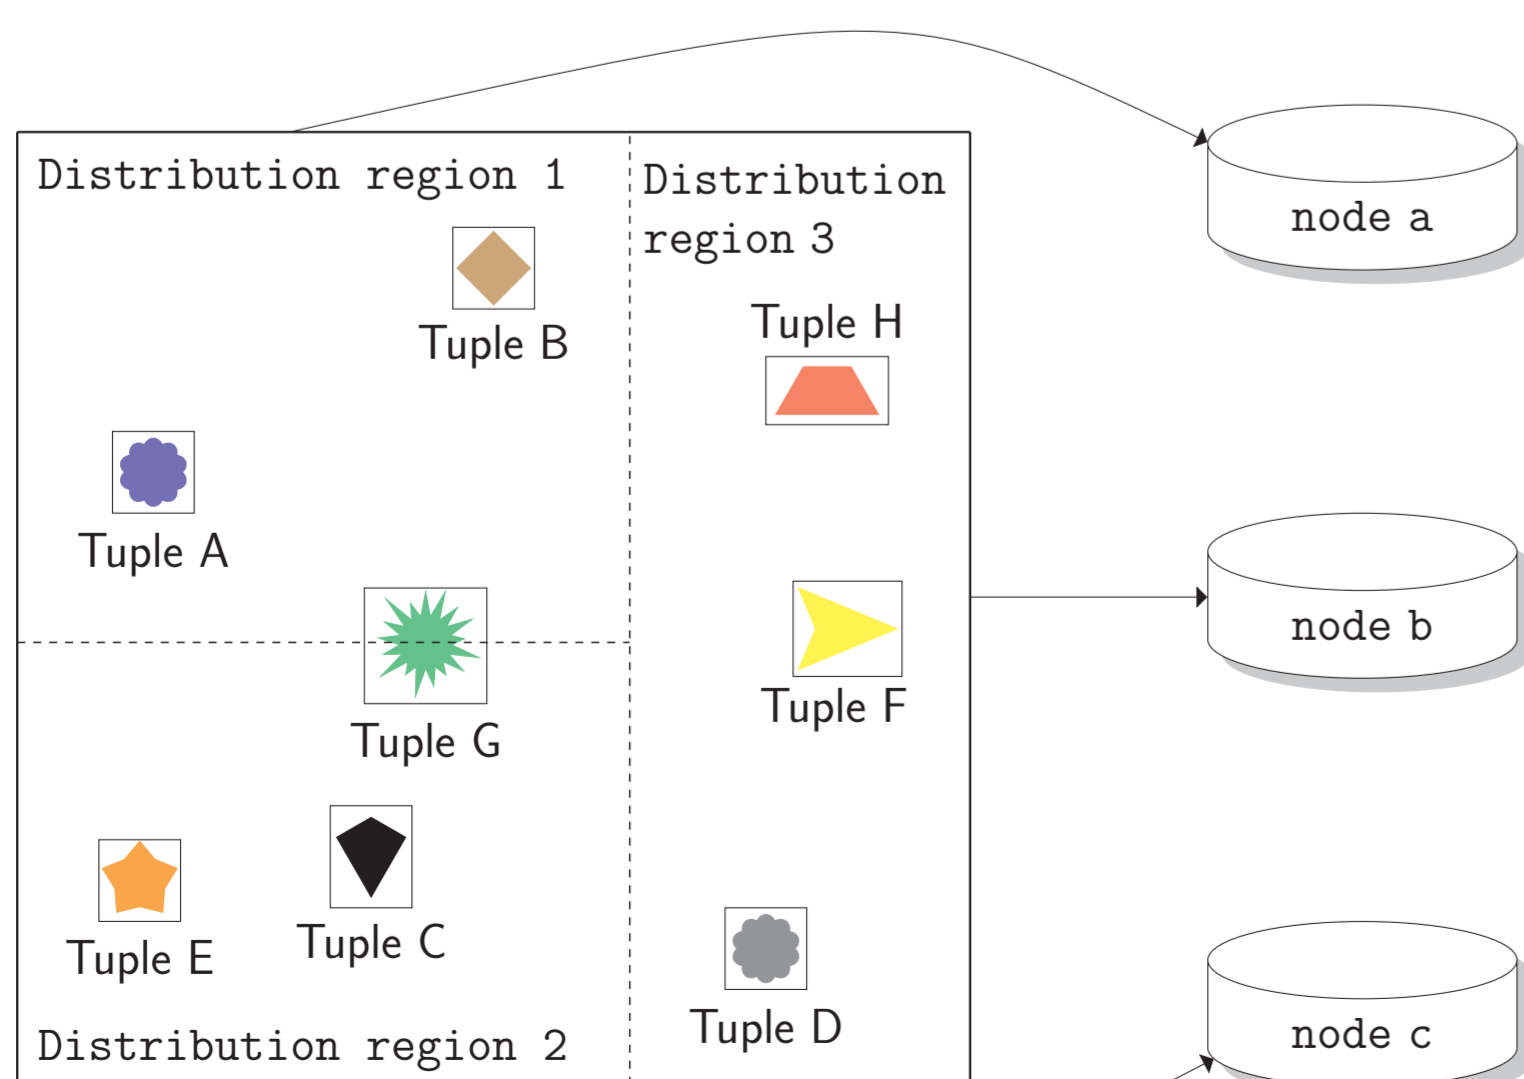 Distribution region 1
Distribution
region 3
node a
Tuple B
Tuple H
Tuple A
Tuple G
Tuple F
node b
Tuple E
Tuple C
Tuple D
Distribution region 2
node c